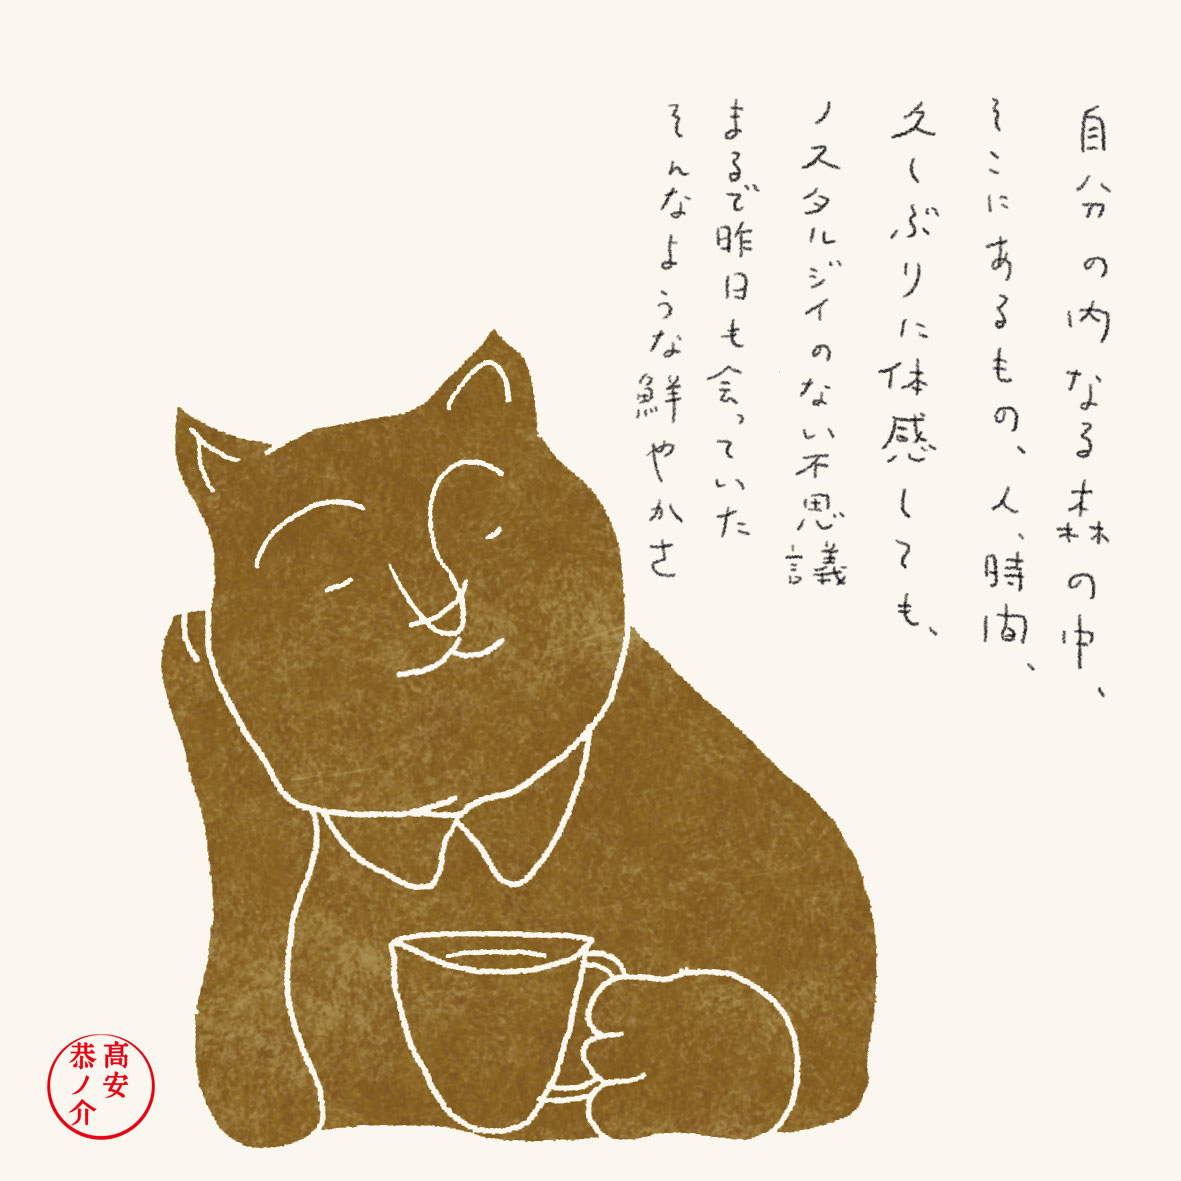 自分の内なる森の中、
そこにあるもの、人、時間、
久しぶりに体感しても、
ノスタルジイのない不思議
まるで昨日も会っていた
そんなような鮮やかさ
髙安
恭ノ介